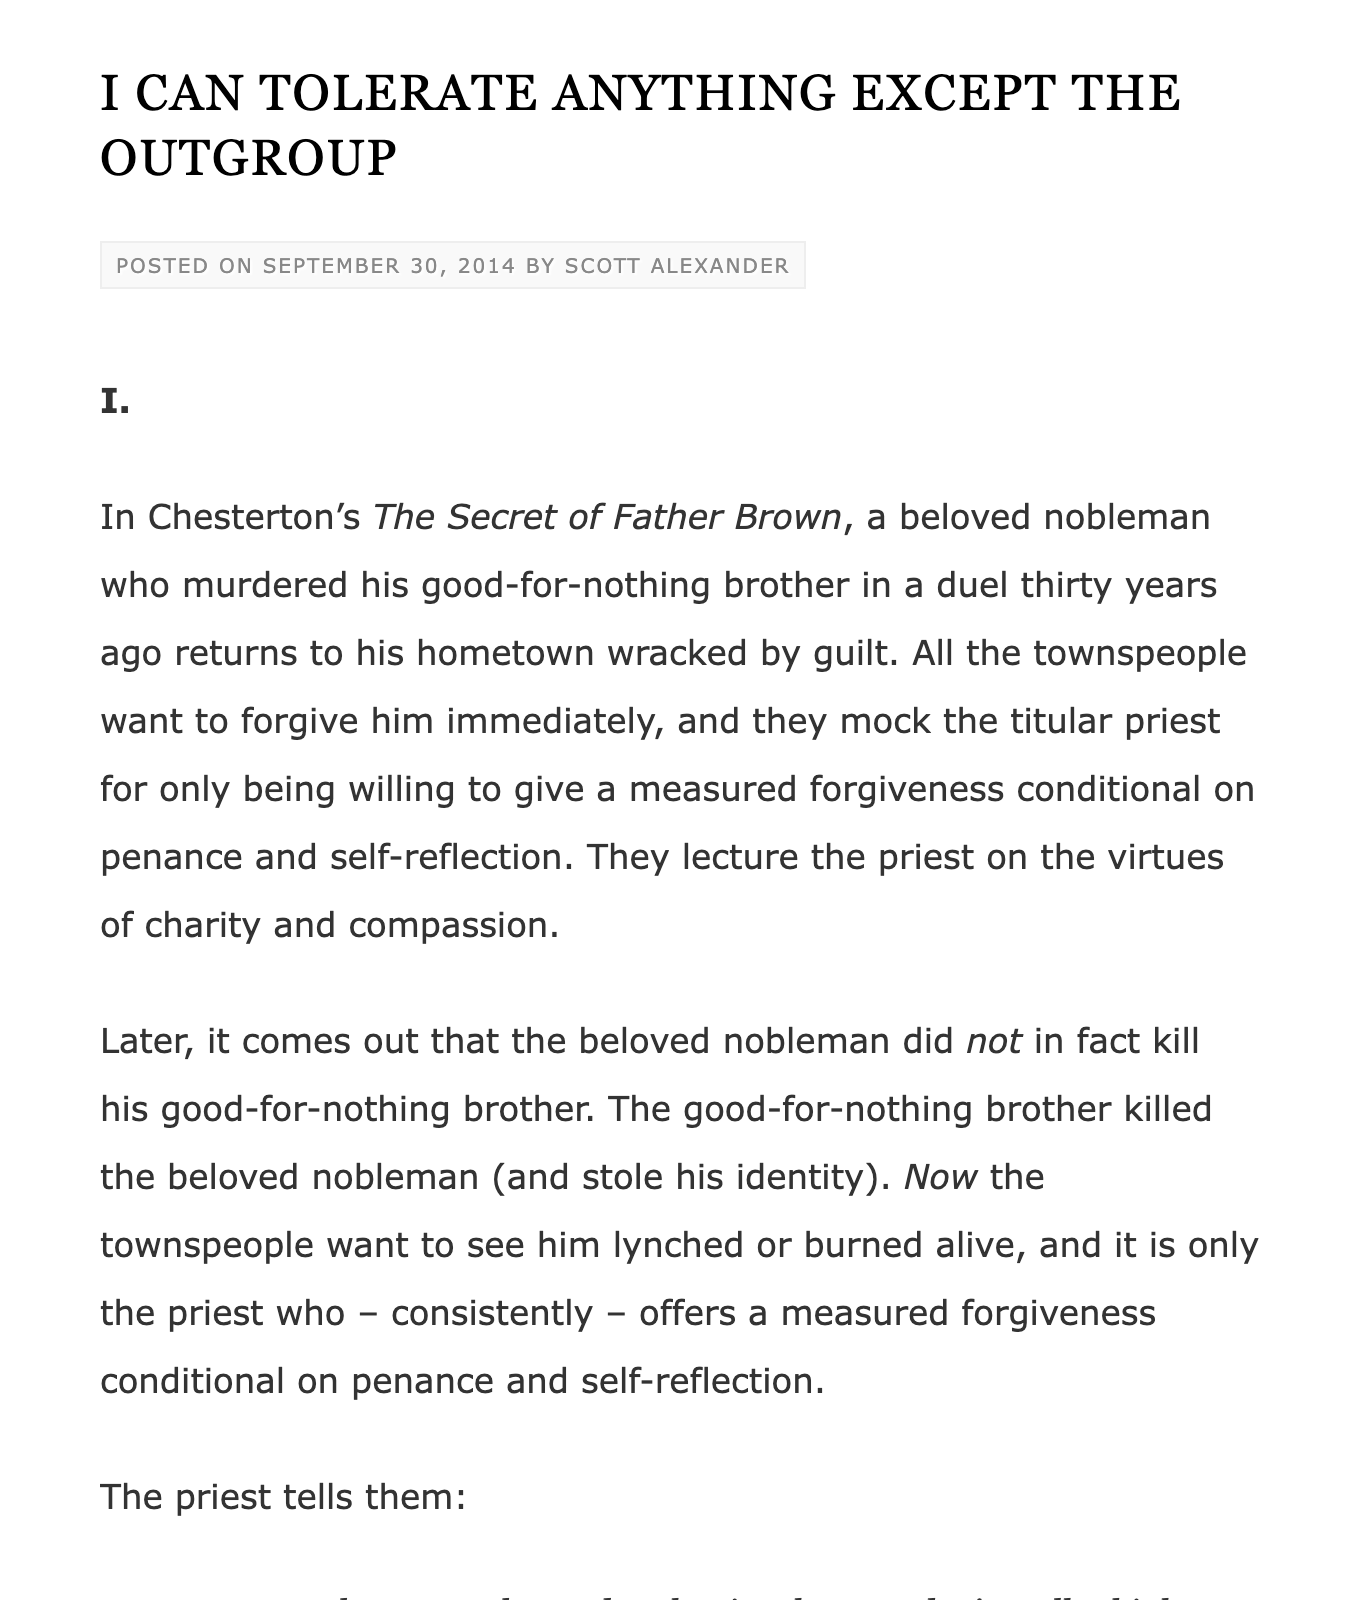 I CAN TOLERATE ANYTHING EXCEPT THE
OUTGROUP
POSTED ON SEPTEMBER 30, 2014 BY SCOTT ALEXANDER
I.
In Chesterton’s The Secret of Father Brown, a beloved nobleman
who murdered his good-for-nothing brother in a duel thirty years
ago returns to his hometown wracked by guilt. All the townspeople
want to forgive him immediately, and they mock the titular priest
for only being willing to give a measured forgiveness conditional on
penance and self-reflection. They lecture the priest on the virtues
of charity and compassion.
Later, it comes out that the beloved nobleman did not in fact kill
his good-for-nothing brother. The good-for-nothing brother killed
the beloved nobleman (and stole his identity). Now the
townspeople want to see him lynched or burned alive, and it is only
the priest who – consistently – offers a measured forgiveness
conditional on penance and self-reflection.
The priest tells them: